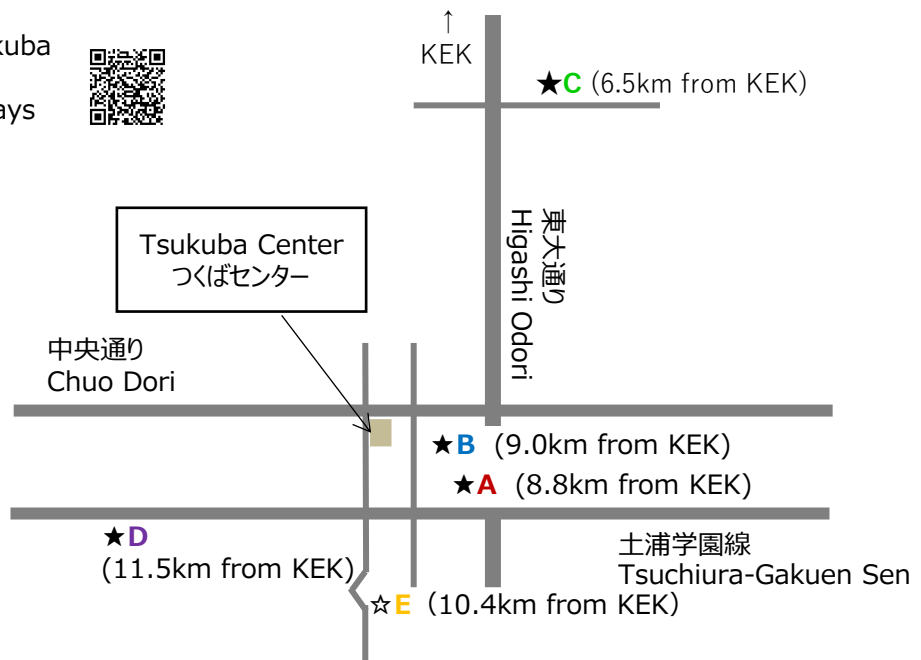 kuba
ays
↑
KEK
★C (6.5km from KEK)
Tsukuba Center
つくばセンター
東大通り
Higashi Odori
中央通り
Chuo Dori
★B (9.0km from KEK)
★A (8.8km from KEK)
★D
(11.5km from KEK)
土浦学園線
Tsuchiura-Gakuen Sen
☆E (10.4km from KEK)